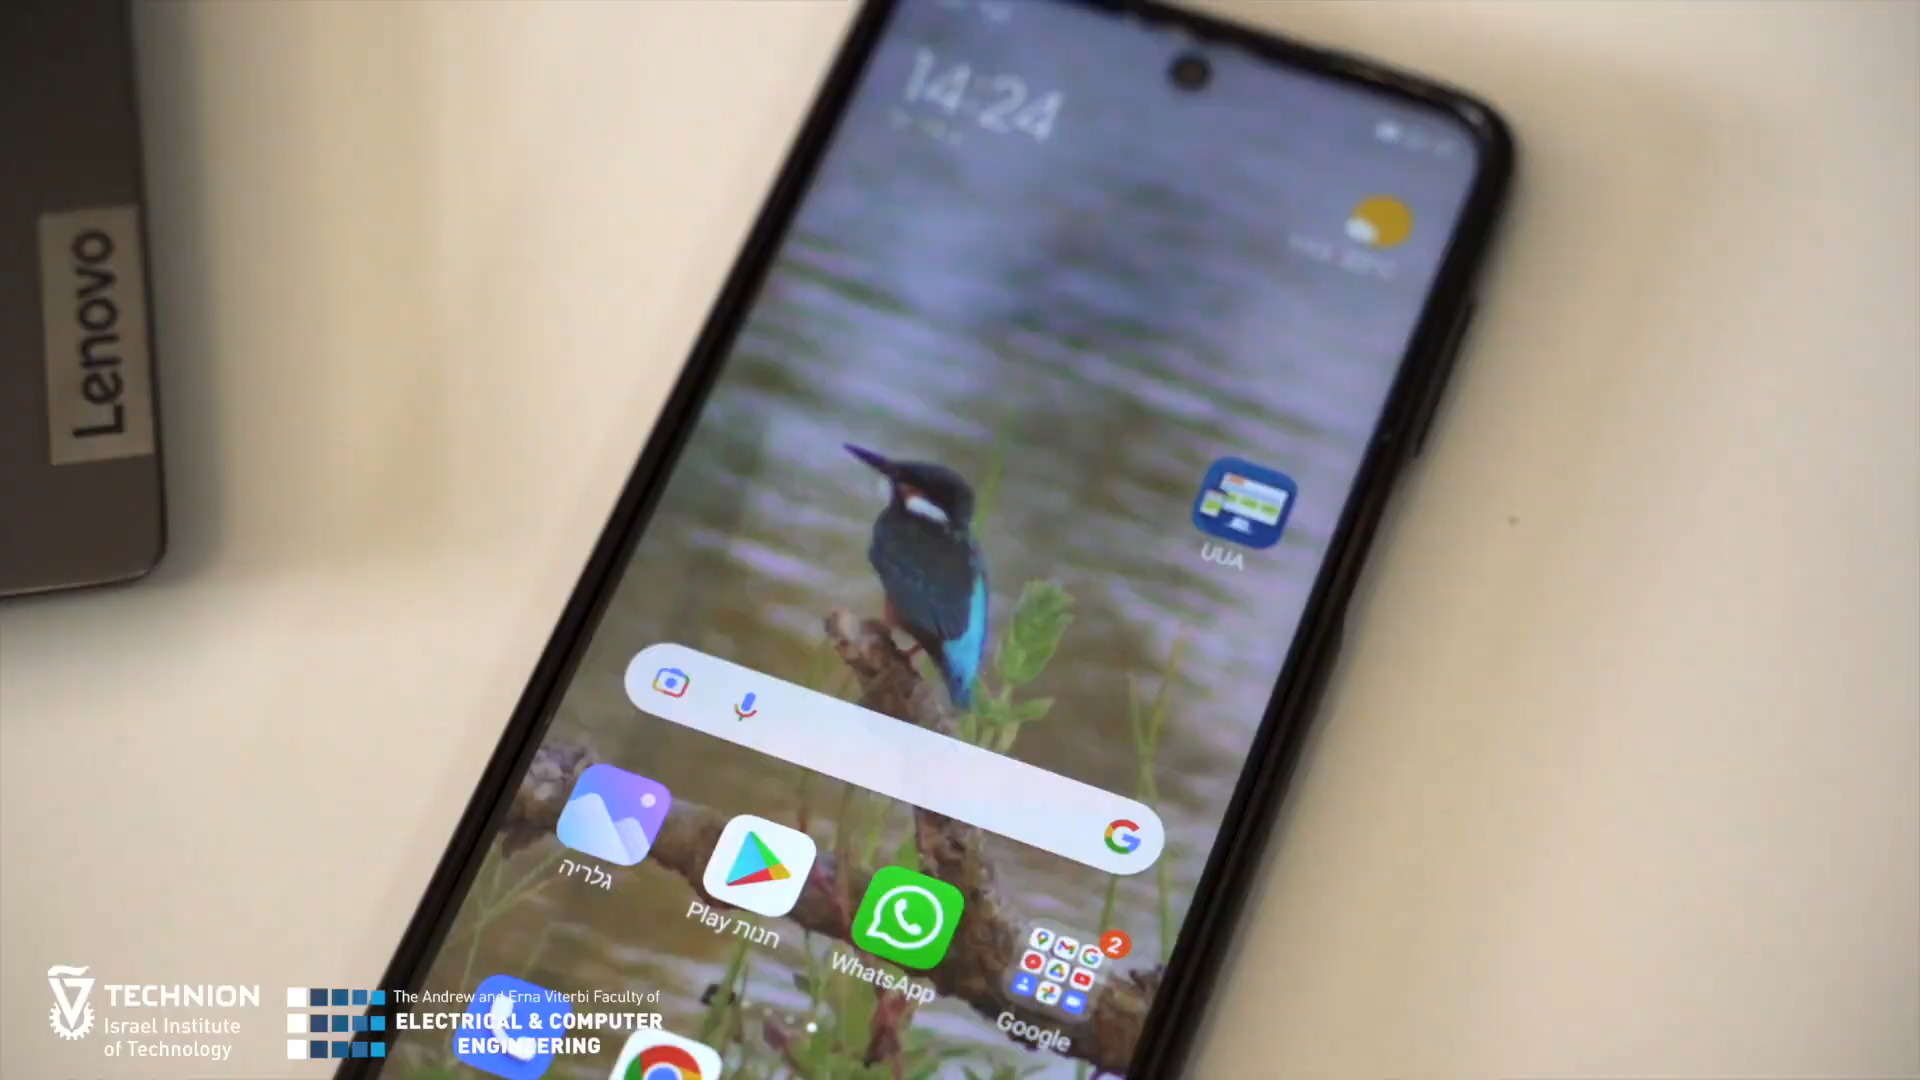 14:24
Lenovo
UUA
גלריה
חנות Play
WhatsApp
2
Google
TECHNION
Israel Institute
of Technology
The Andrew and Erna Viterbi Faculty of
ELECTRICAL & COMPUTER
ENGINEERING